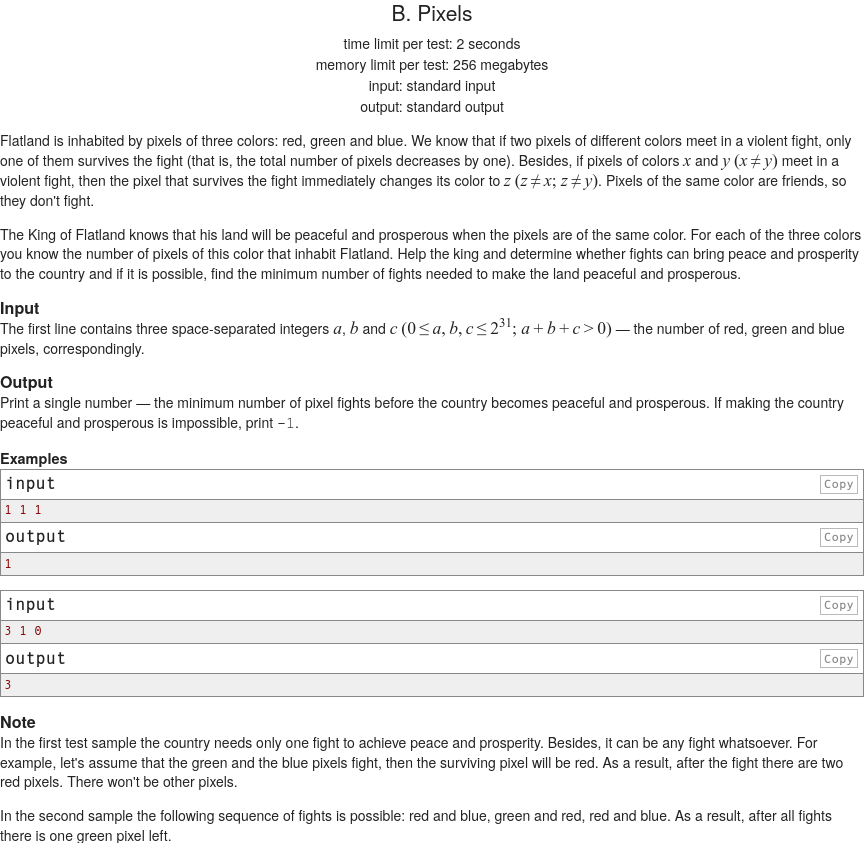 B. Pixels
time limit per test: 2 seconds
memory limit per test: 256 megabytes
input: standard input
output: standard output
Flatland is inhabited by pixels of three colors: red, green and blue. We know that if two pixels of different colors meet in a violent fight, only
one of them survives the fight (that is, the total number of pixels decreases by one). Besides, if pixels of colors x and y (x ≠ y) meet in a
violent fight, then the pixel that survives the fight immediately changes its color to z (z ≠ x; z ≠ y). Pixels of the same color are friends, so
they don't fight.
The King of Flatland knows that his land will be peaceful and prosperous when the pixels are of the same color. For each of the three colors
you know the number of pixels of this color that inhabit Flatland. Help the king and determine whether fights can bring peace and prosperity
to the country and if it is possible, find the minimum number of fights needed to make the land peaceful and prosperous.
Input
The first line contains three space-separated integers a, b and c (0 ≤ a, b, c ≤ 2^31; a + b + c > 0) — the number of red, green and blue
pixels, correspondingly.
Output
Print a single number — the minimum number of pixel fights before the country becomes peaceful and prosperous. If making the country
peaceful and prosperous is impossible, print -1.
Examples
input Copy
1 1 1
output Copy
1
input Copy
3 1 0
output Copy
3
Note
In the first test sample the country needs only one fight to achieve peace and prosperity. Besides, it can be any fight whatsoever. For
example, let's assume that the green and the blue pixels fight, then the surviving pixel will be red. As a result, after the fight there are two
red pixels. There won't be other pixels.
In the second sample the following sequence of fights is possible: red and blue, green and red, red and blue. As a result, after all fights
there is one green pixel left.